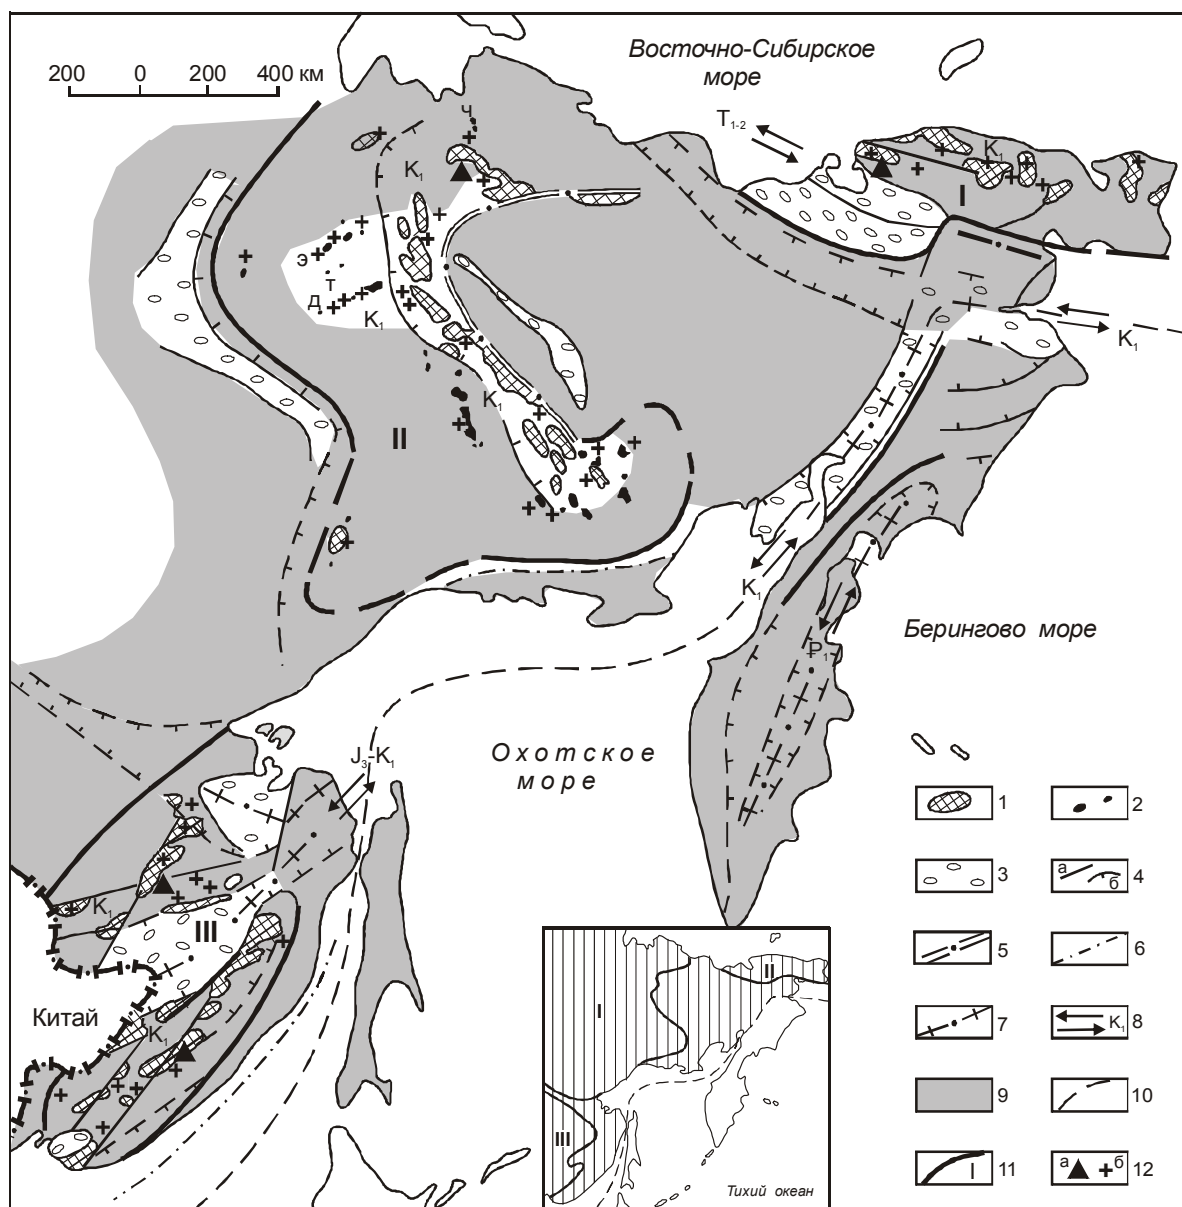 Восточно-Сибирское
море
200 0 200 400 км
Ч
T₁₋₂
K₁
K₁
I
Э
Т
Д
K₁
K₁
K₁
II
K₁
Берингово море
P₁
Охотское
море
J₃-K₁
K₁
III
Китай
K₁
I
II
III
Тихий океан
1
2
3
а
б
4
5
6
7
K₁
8
9
10
I
11
а
б
12